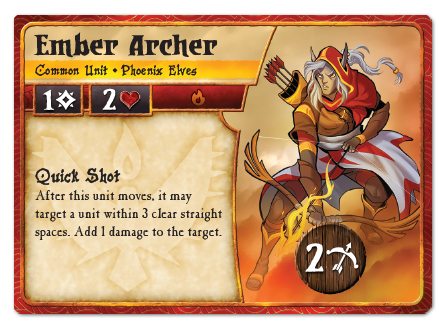 Ember Archer
Common Unit • Phoenix Elves
1 2
Quick Shot
After this unit moves, it may
target a unit within 3 clear straight
spaces. Add 1 damage to the target.
2